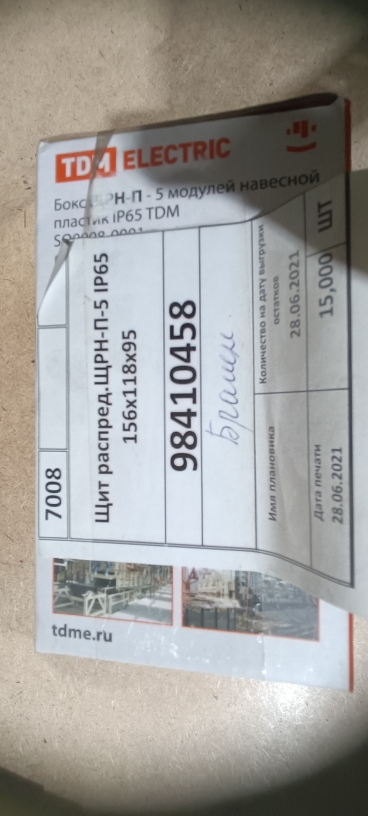 TDM ELECTRIC
Бокс ЩРН-П - 5 модулей навесной
пластик IP65 TDM
7008
Щит распред.ЩРН-П-5 IP65
156x118x95
98410458
Имя плановика
Количество на дату выгрузки
остатков
28.06.2021
Дата печати
28.06.2021
15,000 ШТ
tdme.ru